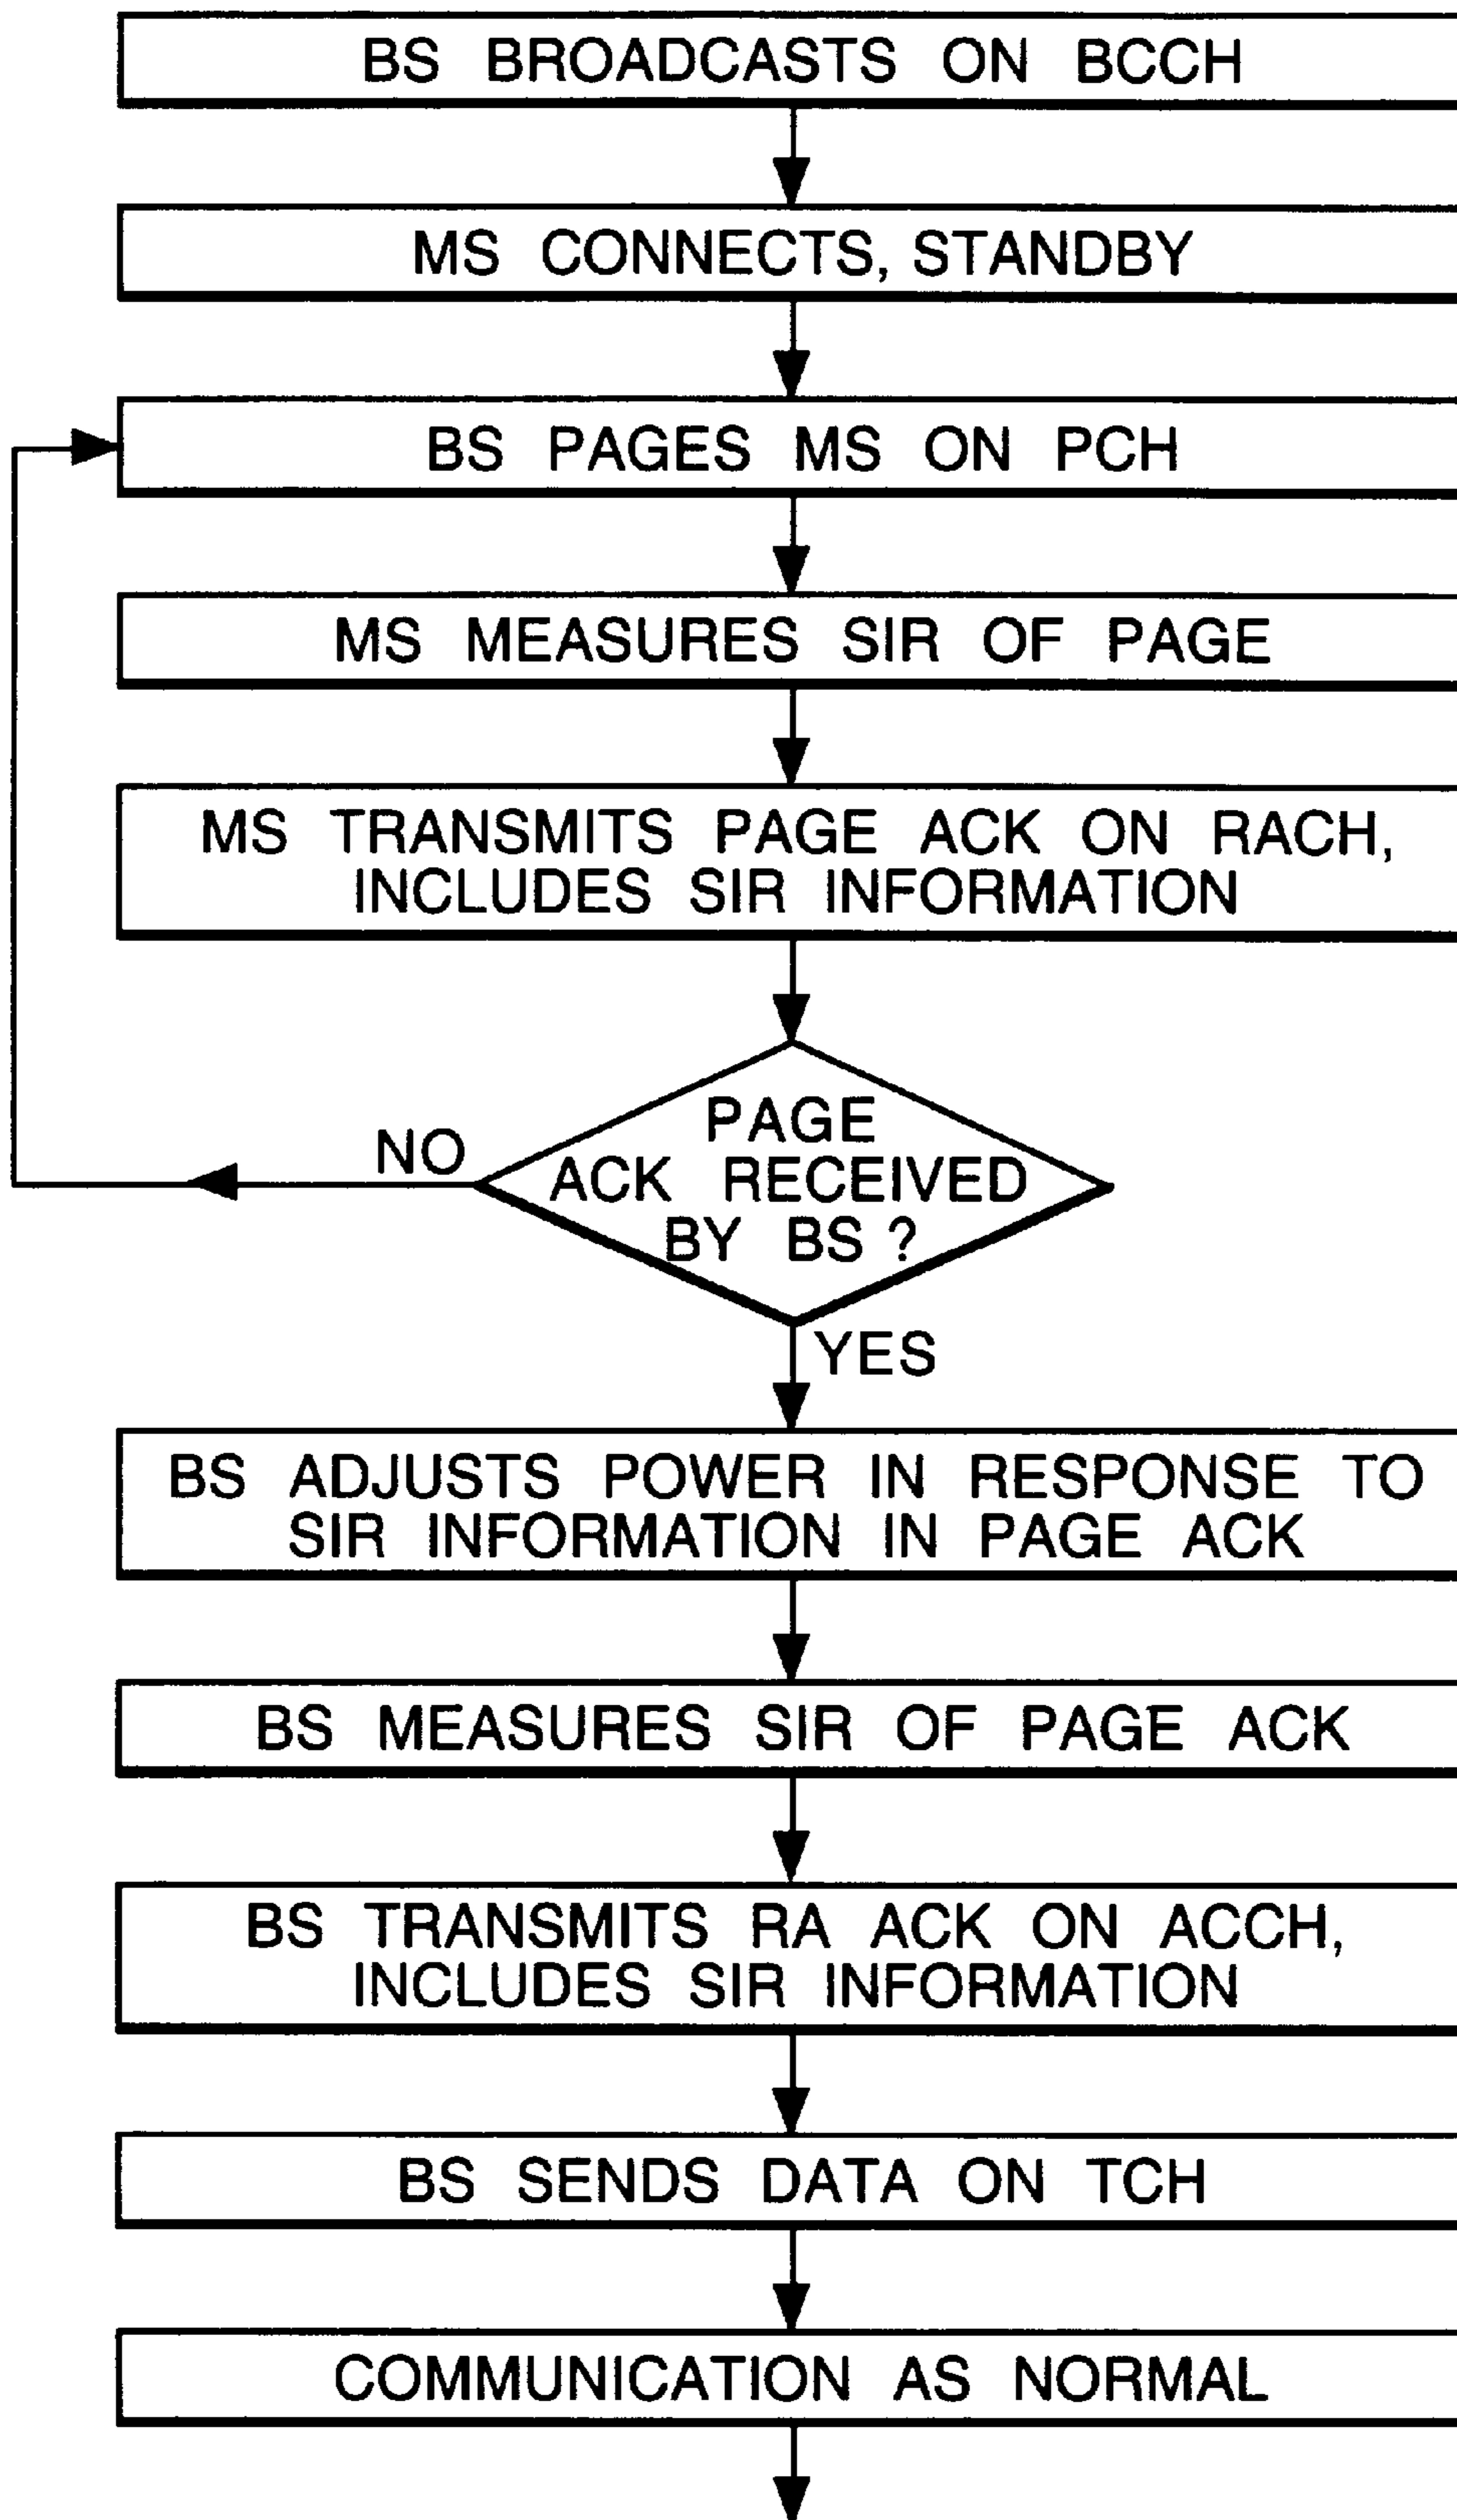 BS BROADCASTS ON BCCH
MS CONNECTS, STANDBY
BS PAGES MS ON PCH
MS MEASURES SIR OF PAGE
MS TRANSMITS PAGE ACK ON RACH,
INCLUDES SIR INFORMATION
PAGE
ACK RECEIVED
BY BS ?
NO
YES
BS ADJUSTS POWER IN RESPONSE TO
SIR INFORMATION IN PAGE ACK
BS MEASURES SIR OF PAGE ACK
BS TRANSMITS RA ACK ON ACCH,
INCLUDES SIR INFORMATION
BS SENDS DATA ON TCH
COMMUNICATION AS NORMAL